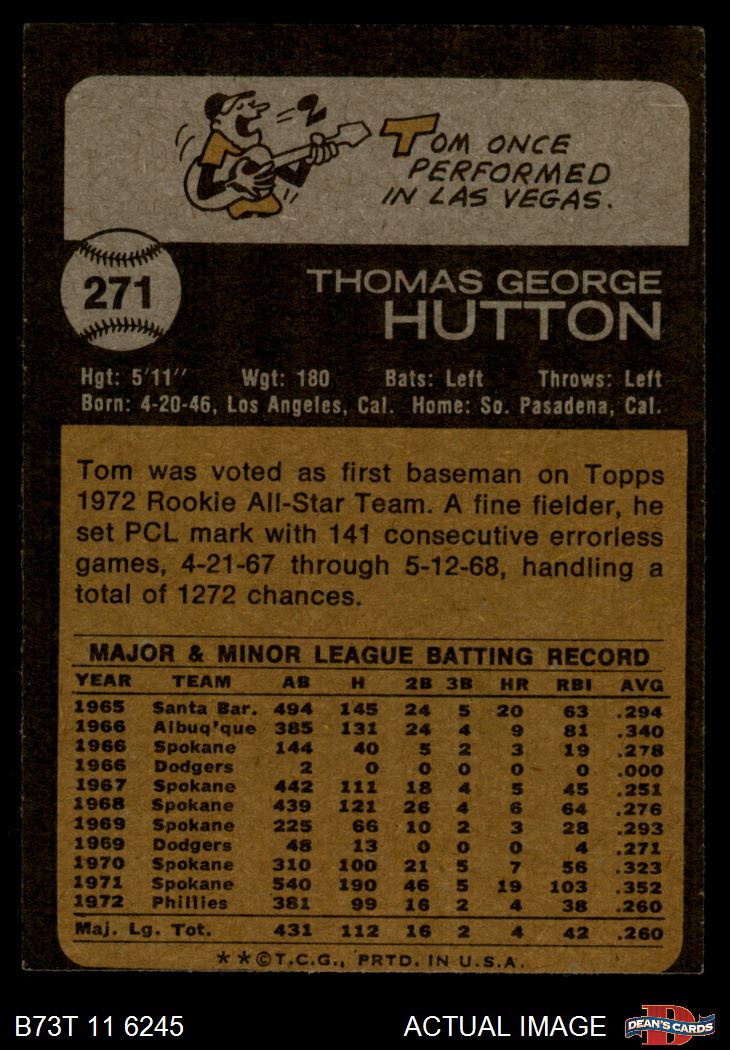 TOM ONCE
PERFORMED
IN LAS VEGAS.
271
THOMAS GEORGE
HUTTON
Hgt: 5'11" Wgt: 180 Bats: Left Throws: Left
Born: 4-20-46, Los Angeles, Cal. Home: So. Pasadena, Cal.
Tom was voted as first baseman on Topps
1972 Rookie All-Star Team. A fine fielder, he
set PCL mark with 141 consecutive errorless
games, 4-21-67 through 5-12-68, handling a
total of 1272 chances.
MAJOR & MINOR LEAGUE BATTING RECORD
YEAR TEAM AB H 2B 3B HR RBI AVG
1965 Santa Bar. 494 145 24 5 20 63 .294
1966 Albuq'que 385 131 24 4 9 81 .340
1966 Spokane 144 40 5 2 3 19 .278
1966 Dodgers 2 0 0 0 0 0 .000
1967 Spokane 442 111 18 4 5 45 .251
1968 Spokane 439 121 26 4 6 64 .276
1969 Spokane 225 66 10 2 3 28 .293
1969 Dodgers 48 13 0 0 0 4 .271
1970 Spokane 310 100 21 5 7 56 .323
1971 Spokane 540 190 46 5 19 103 .352
1972 Phillies 381 99 16 2 4 38 .260
Maj. Lg. Tot. 431 112 16 2 4 42 .260
**©T.C.G., PRTD. IN U.S.A.
B73T 11 6245 ACTUAL IMAGE D DEAN'S CARDS